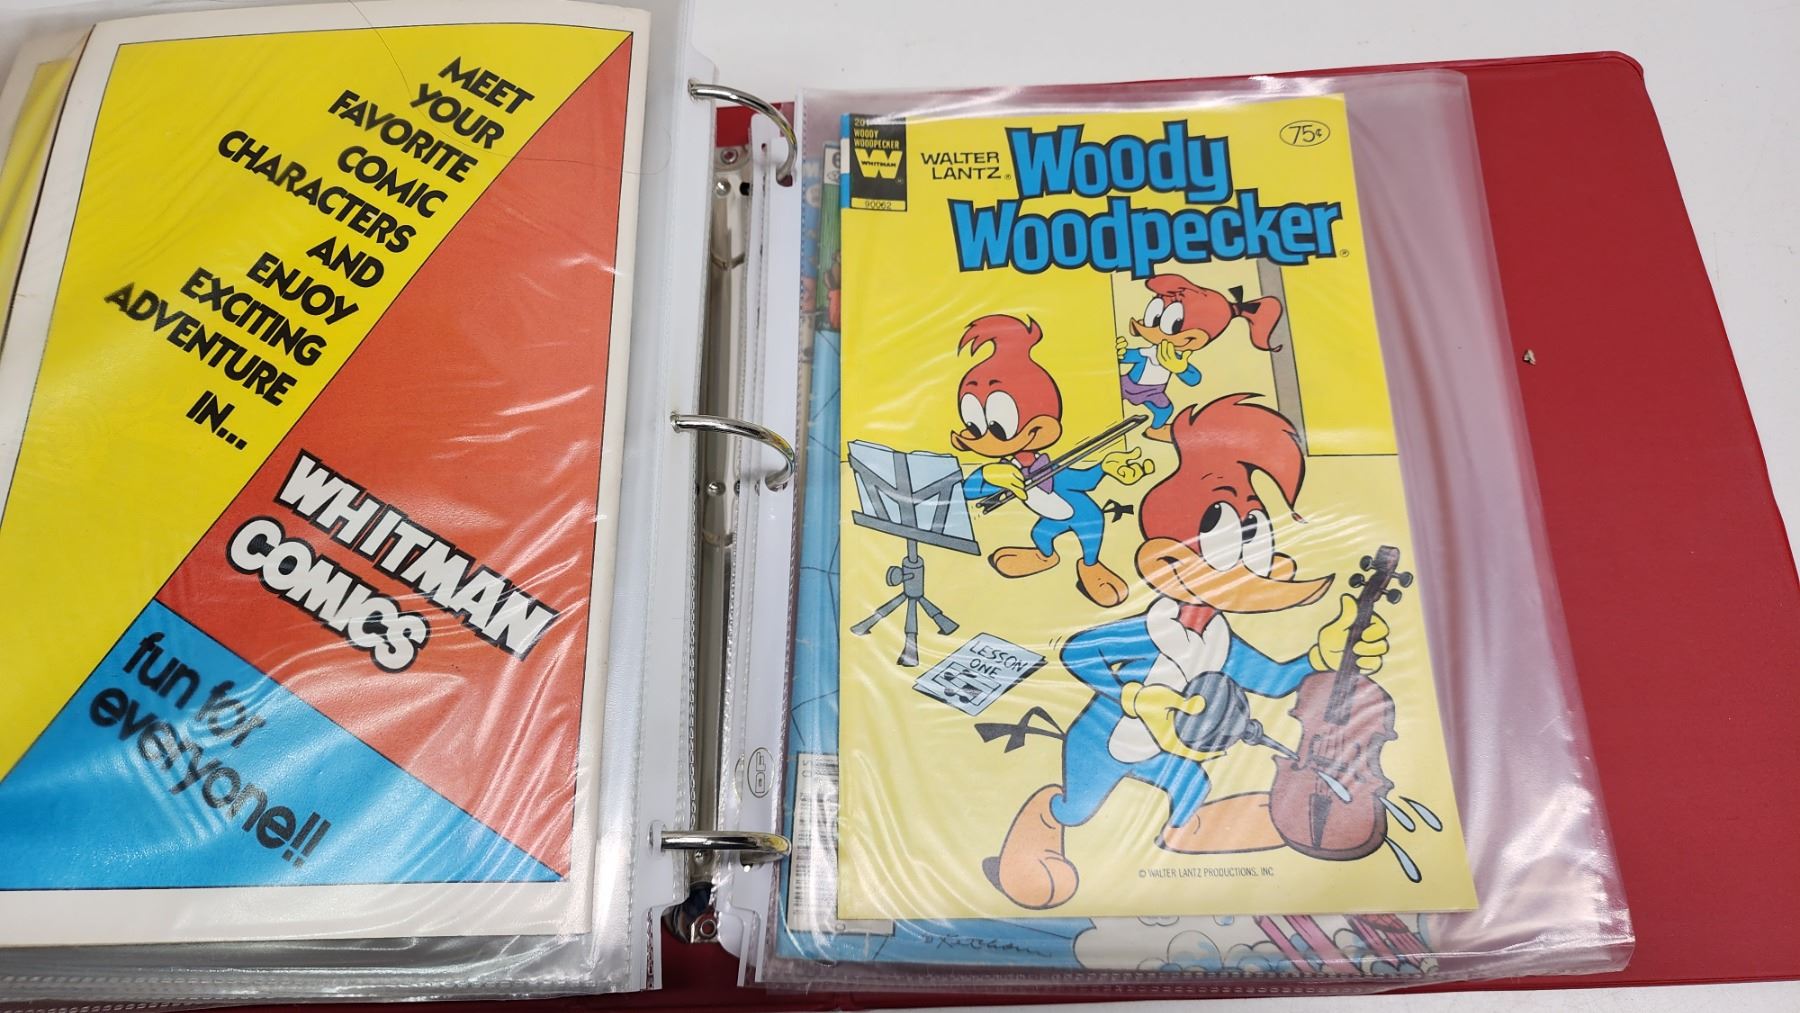 MEET
YOUR
FAVORITE
COMIC
CHARACTERS
AND
ENJOY
EXCITING
ADVENTURE
IN...
WHITMAN
COMICS
fun for
everyone!!
WOODY
WOODPECKER
W
WHITMAN
90062
WALTER
LANTZ®
Woody
Woodpecker®
75¢
LESSON
ONE
© WALTER LANTZ PRODUCTIONS, INC